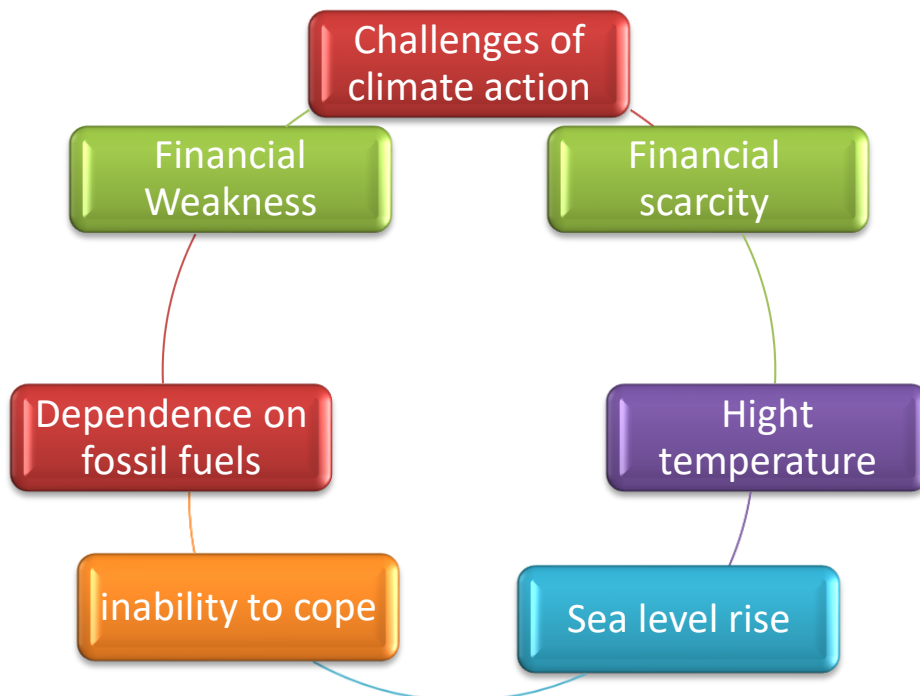 Challenges of
climate action
Financial
Weakness
Financial
scarcity
Dependence on
fossil fuels
Hight
temperature
inability to cope
Sea level rise